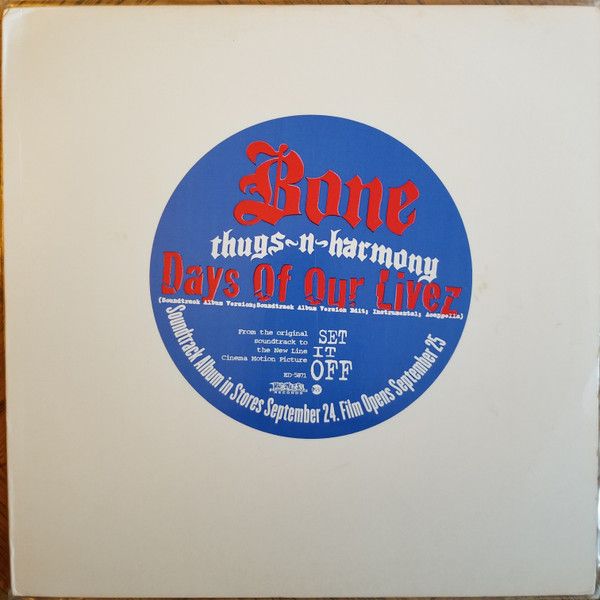 Bone
thugs~n~harmony
Days Of Our Livez
(Soundtrack Album Version;Soundtrack Album Version Edit; Instrumental; Acappella)
From the original
soundtrack to
the New Line
Cinema Motion Picture
SET
IT
OFF
ED-5871
RECORDS
Soundtrack Album in Stores September 24. Film Opens September 25